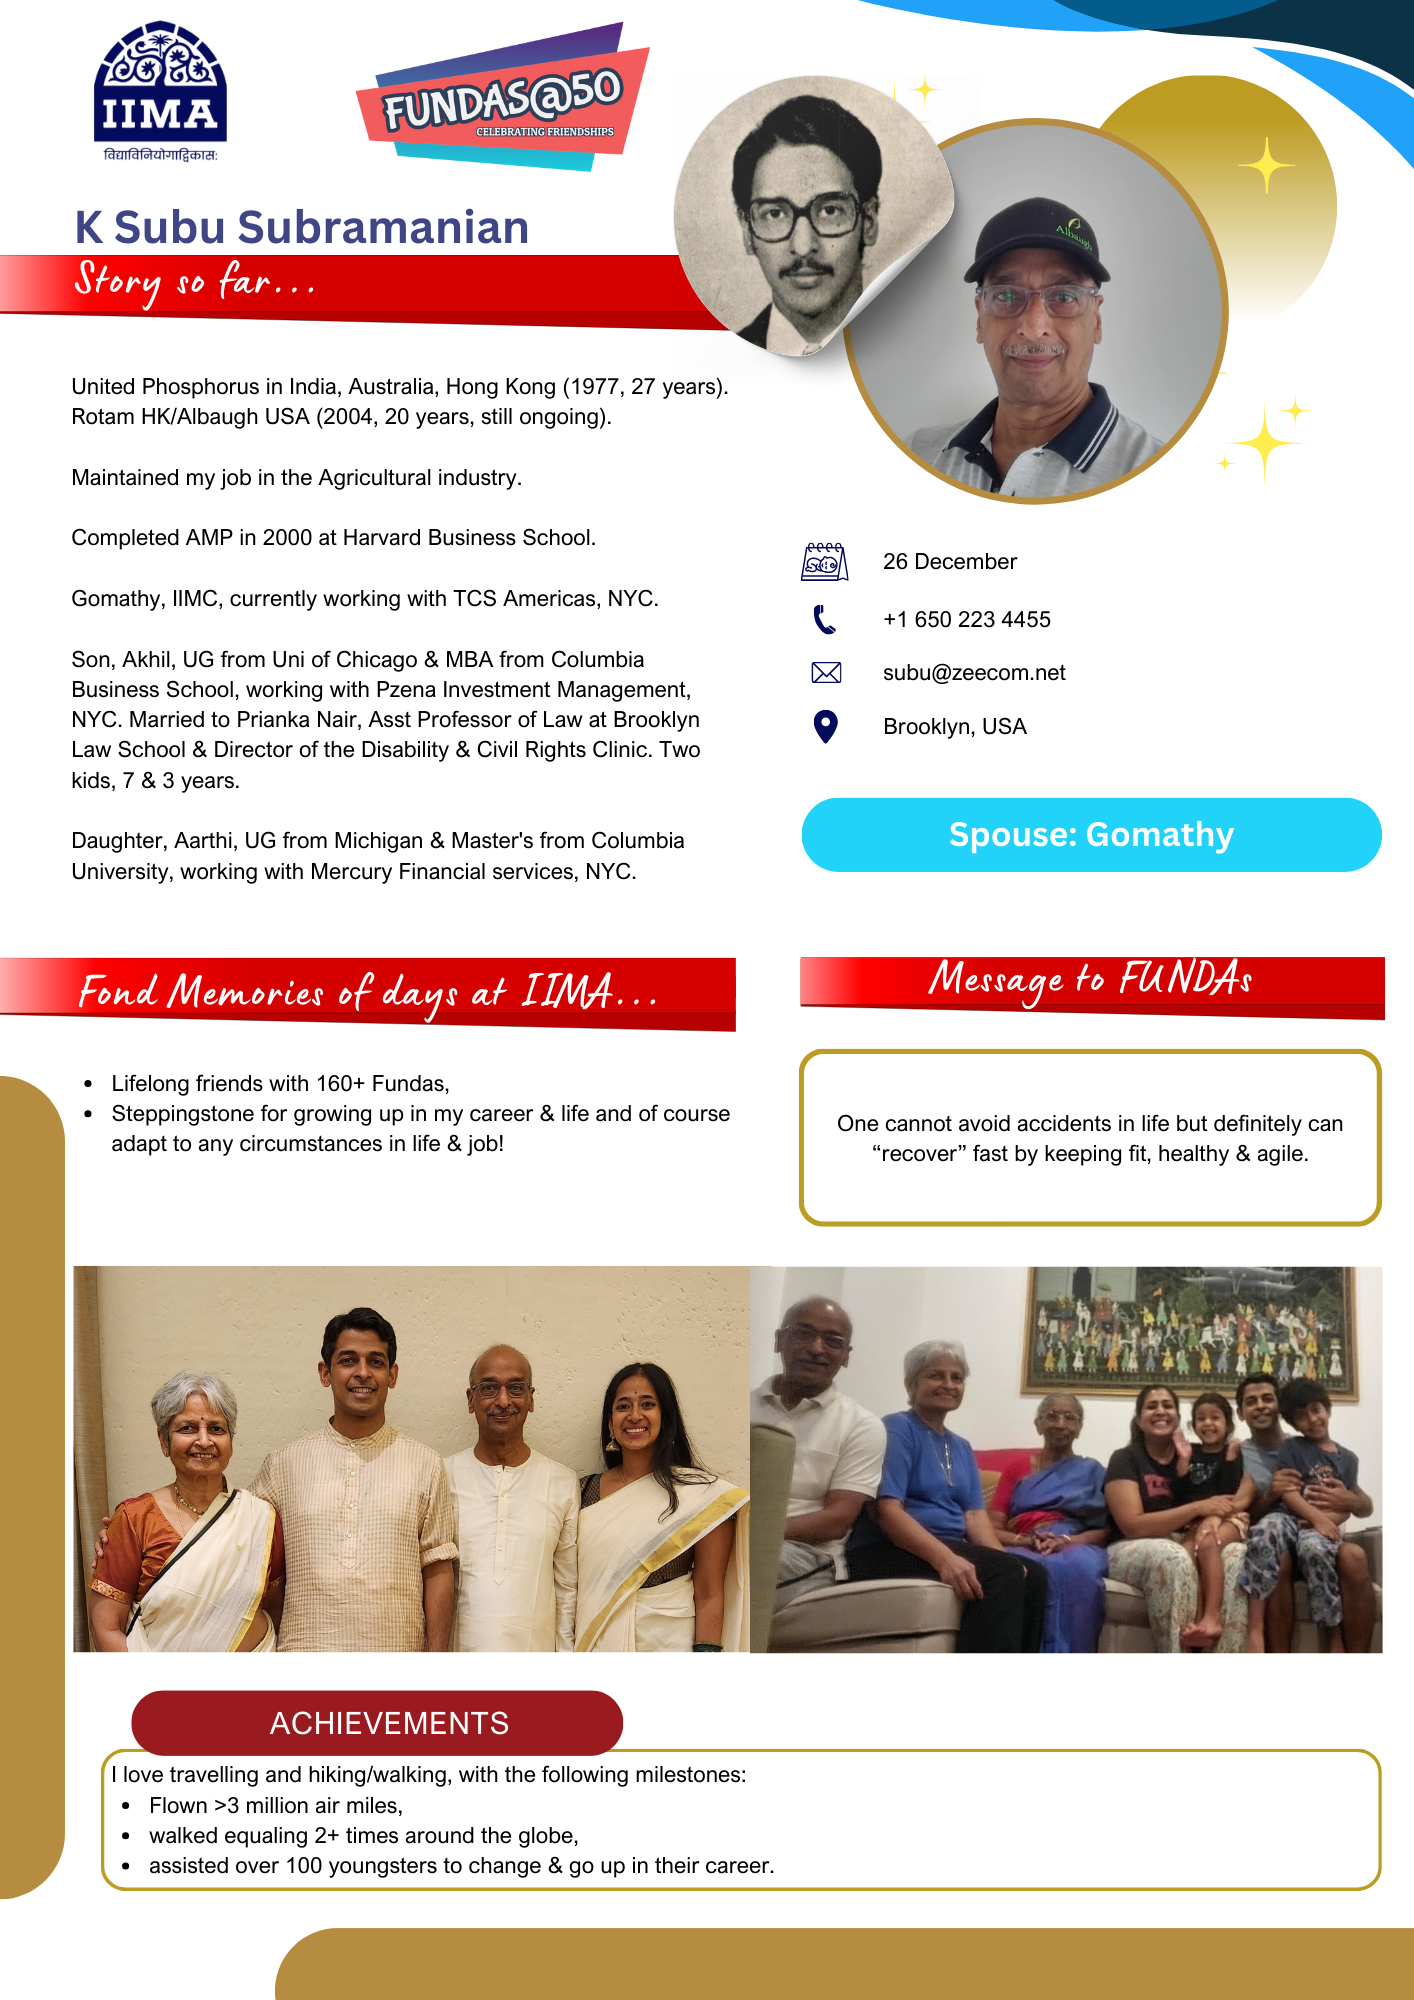 IIMA
विद्याविनियोगाद्विकास:
FUNDAS@50
CELEBRATING FRIENDSHIPS
K Subu Subramanian
Story so far...
Albaugh
United Phosphorus in India, Australia, Hong Kong (1977, 27 years).
Rotam HK/Albaugh USA (2004, 20 years, still ongoing).
Maintained my job in the Agricultural industry.
Completed AMP in 2000 at Harvard Business School.
Gomathy, IIMC, currently working with TCS Americas, NYC.
Son, Akhil, UG from Uni of Chicago & MBA from Columbia
Business School, working with Pzena Investment Management,
NYC. Married to Prianka Nair, Asst Professor of Law at Brooklyn
Law School & Director of the Disability & Civil Rights Clinic. Two
kids, 7 & 3 years.
Daughter, Aarthi, UG from Michigan & Master's from Columbia
University, working with Mercury Financial services, NYC.
26 December
+1 650 223 4455
subu@zeecom.net
Brooklyn, USA
Spouse: Gomathy
Fond Memories of days at IIMA...
• Lifelong friends with 160+ Fundas,
• Steppingstone for growing up in my career & life and of course
adapt to any circumstances in life & job!
Message to FUNDAs
One cannot avoid accidents in life but definitely can
“recover” fast by keeping fit, healthy & agile.
ACHIEVEMENTS
I love travelling and hiking/walking, with the following milestones:
• Flown >3 million air miles,
• walked equaling 2+ times around the globe,
• assisted over 100 youngsters to change & go up in their career.